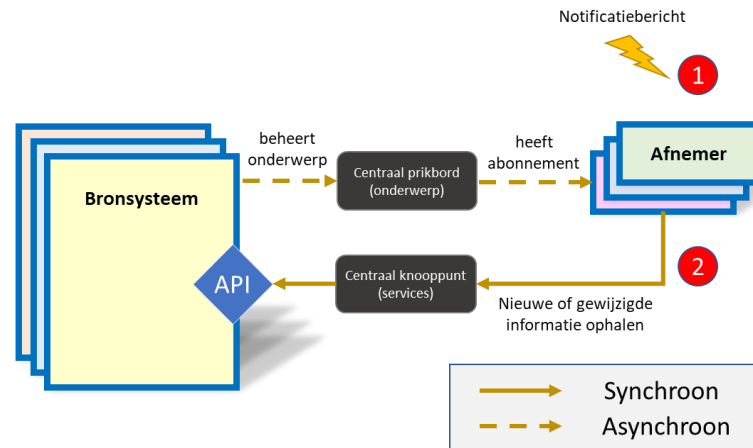 Notificatiebericht
1
beheert
onderwerp
heeft
abonnement
Centraal prikbord
(onderwerp)
Afnemer
Bronsysteem
API
Centraal knooppunt
(services)
2
Nieuwe of gewijzigde
informatie ophalen
Synchroon
Asynchroon